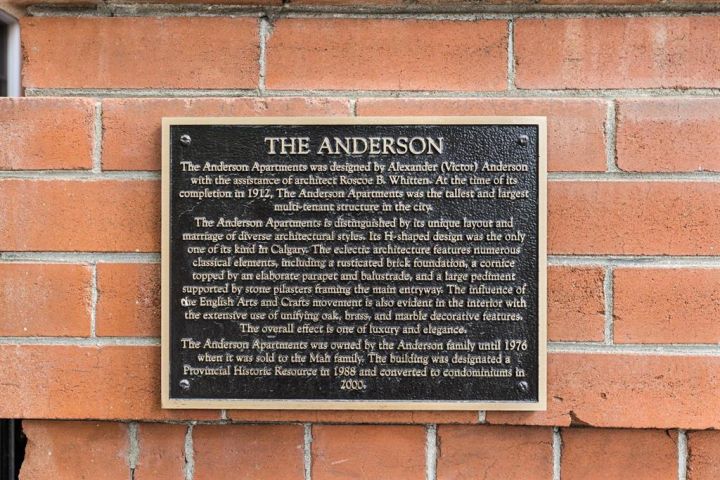 THE ANDERSON
The Anderson Apartments was designed by Alexander (Victor) Anderson
with the assistance of architect Roscoe B. Whitten. At the time of its
completion in 1912, The Anderson Apartments was the tallest and largest
multi-tenant structure in the city.
The Anderson Apartments is distinguished by its unique layout and
marriage of diverse architectural styles. Its H-shaped design was the only
one of its kind in Calgary. The eclectic architecture features numerous
classical elements, including a rusticated brick foundation, a cornice
topped by an elaborate parapet and balustrade, and a large pediment
supported by stone pilasters framing the main entryway. The influence of
the English Arts and Crafts movement is also evident in the interior with
the extensive use of unifying oak, brass, and marble decorative features.
The overall effect is one of luxury and elegance.
The Anderson Apartments was owned by the Anderson family until 1976
when it was sold to the Mah family. The building was designated a
Provincial Historic Resource in 1988 and converted to condominiums in
2000.